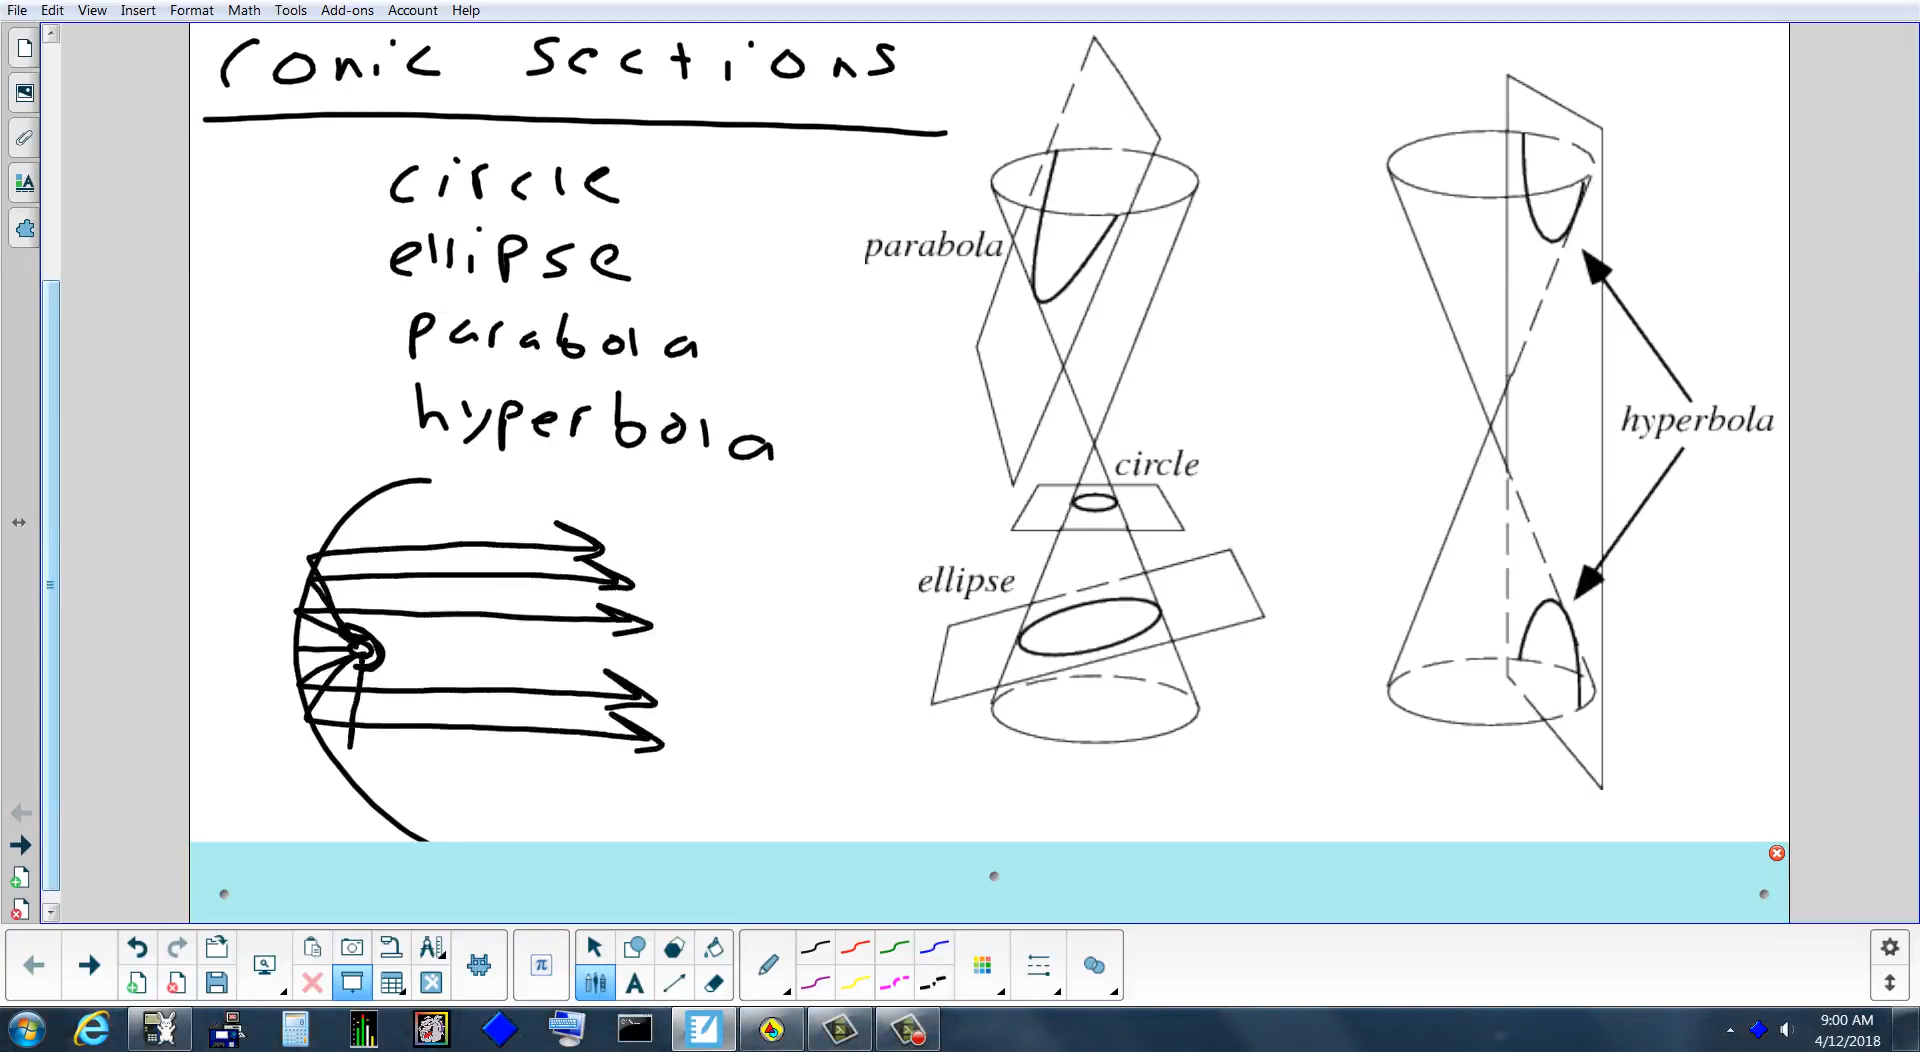 File Edit View Insert Format Math Tools Add-ons Account Help
conic sections
circle
ellipse
parabola
hyperbola
parabola
circle
ellipse
hyperbola
π
A
9:00 AM
4/12/2018